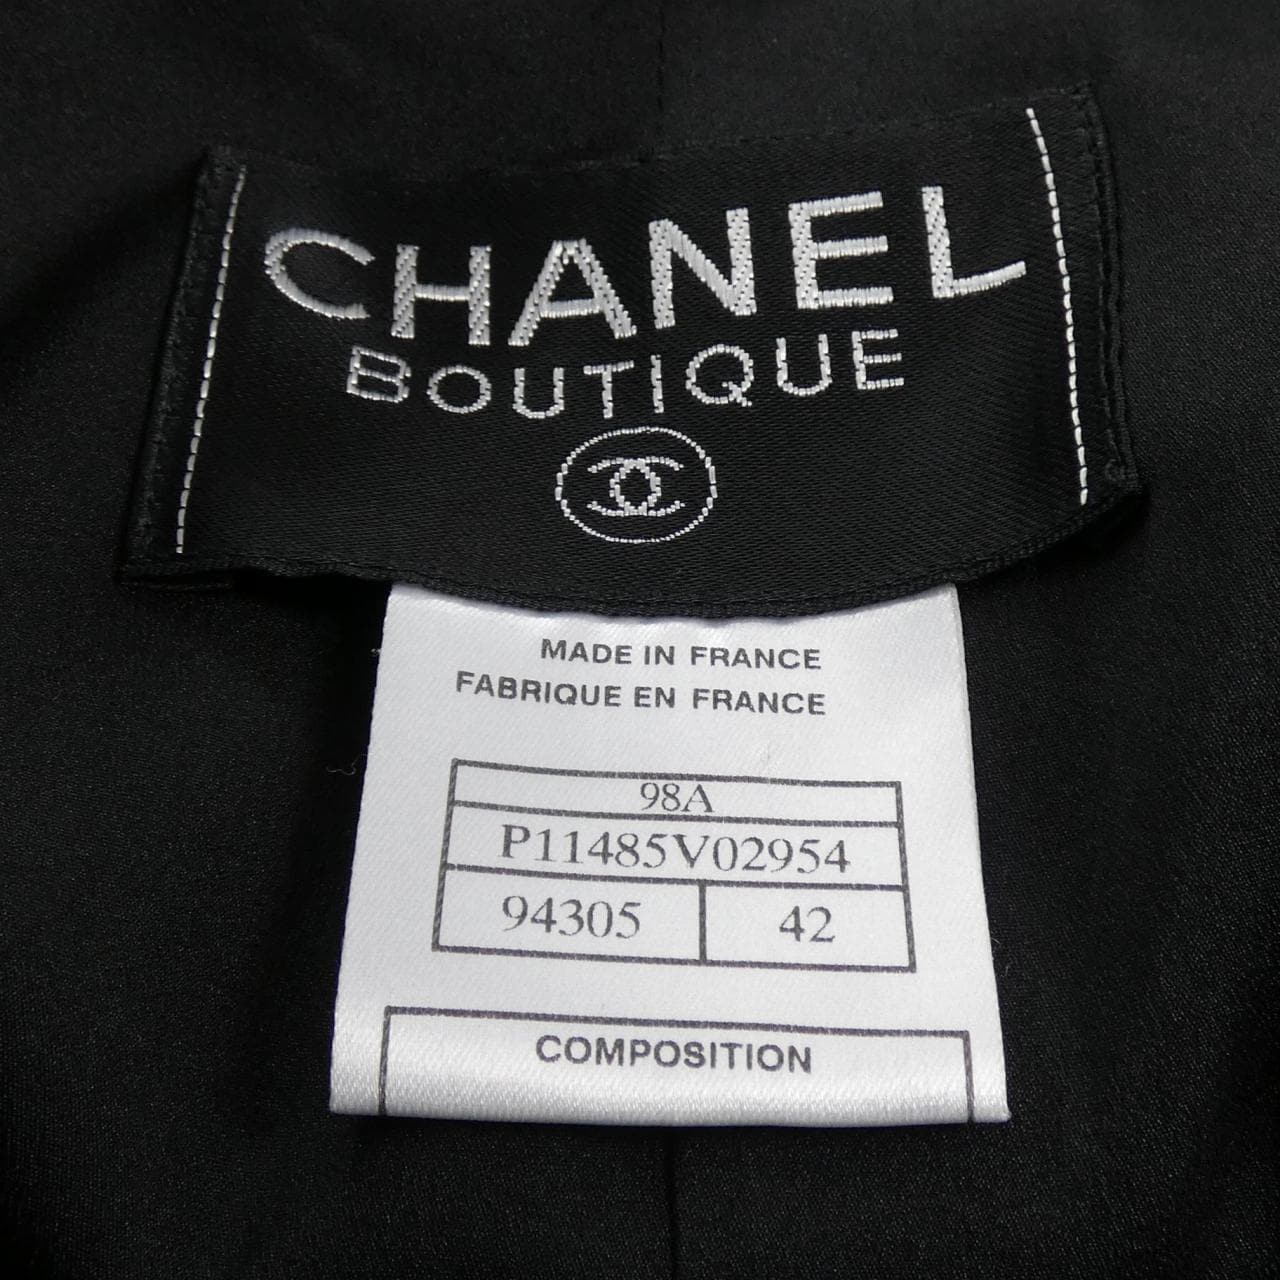 CHANEL
BOUTIQUE
MADE IN FRANCE
FABRIQUE EN FRANCE
98A
P11485V02954
94305 42
COMPOSITION